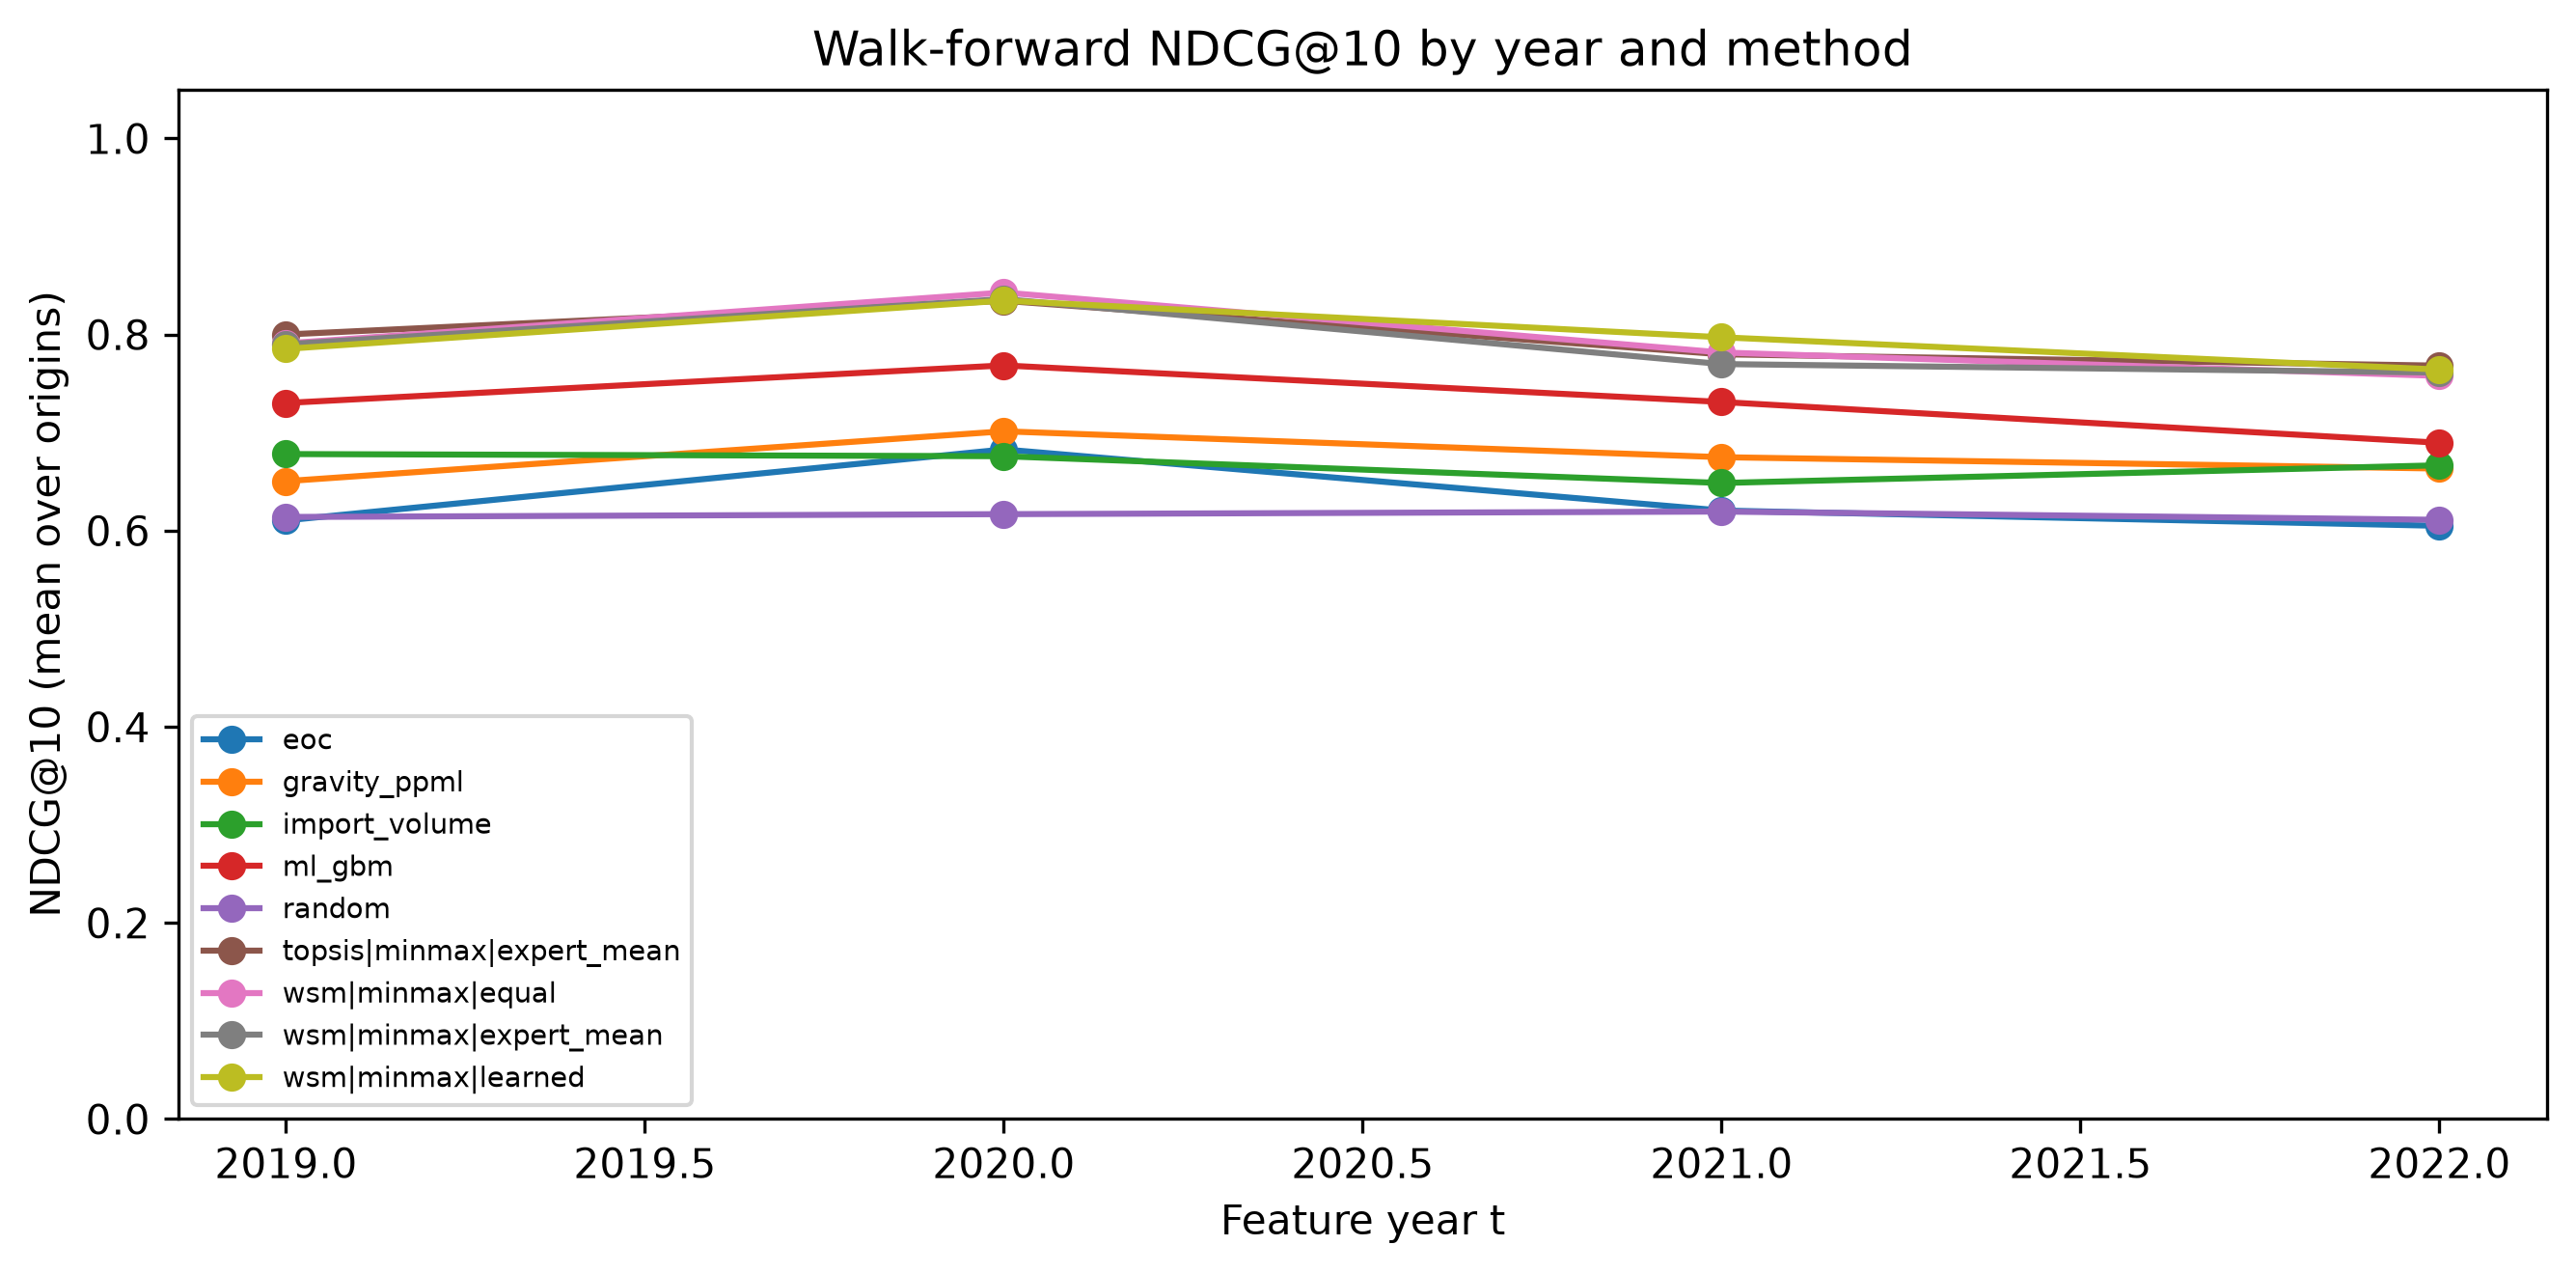 Walk-forward NDCG@10 by year and method
NDCG@10 (mean over origins)
1.0
0.8
0.6
0.4
0.2
0.0
eoc
gravity_ppml
import_volume
ml_gbm
random
topsis|minmax|expert_mean
wsm|minmax|equal
wsm|minmax|expert_mean
wsm|minmax|learned
2019.0 2019.5 2020.0 2020.5 2021.0 2021.5 2022.0
Feature year t